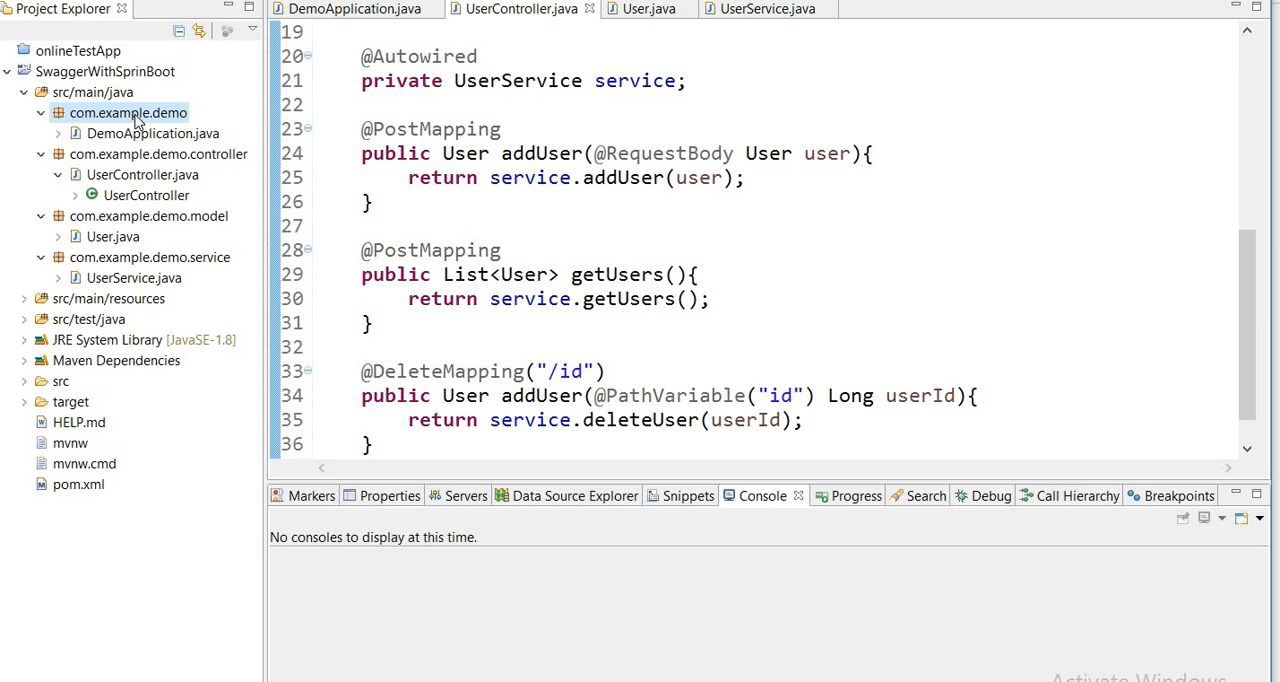 Project Explorer
DemoApplication.java
UserController.java
User.java
UserService.java
onlineTestApp
SwaggerWithSprinBoot
src/main/java
com.example.demo
DemoApplication.java
com.example.demo.controller
UserController.java
UserController
com.example.demo.model
User.java
com.example.demo.service
UserService.java
src/main/resources
src/test/java
JRE System Library [JavaSE-1.8]
Maven Dependencies
src
target
HELP.md
mvnw
mvnw.cmd
pom.xml
19
20 @Autowired
21 private UserService service;
22
23 @PostMapping
24 public User addUser(@RequestBody User user){
25 return service.addUser(user);
26 }
27
28 @PostMapping
29 public List<User> getUsers(){
30 return service.getUsers();
31 }
32
33 @DeleteMapping("/id")
34 public User addUser(@PathVariable("id") Long userId){
35 return service.deleteUser(userId);
36 }
Markers Properties Servers Data Source Explorer Snippets Console Progress Search Debug Call Hierarchy Breakpoints
No consoles to display at this time.
Activate Windows